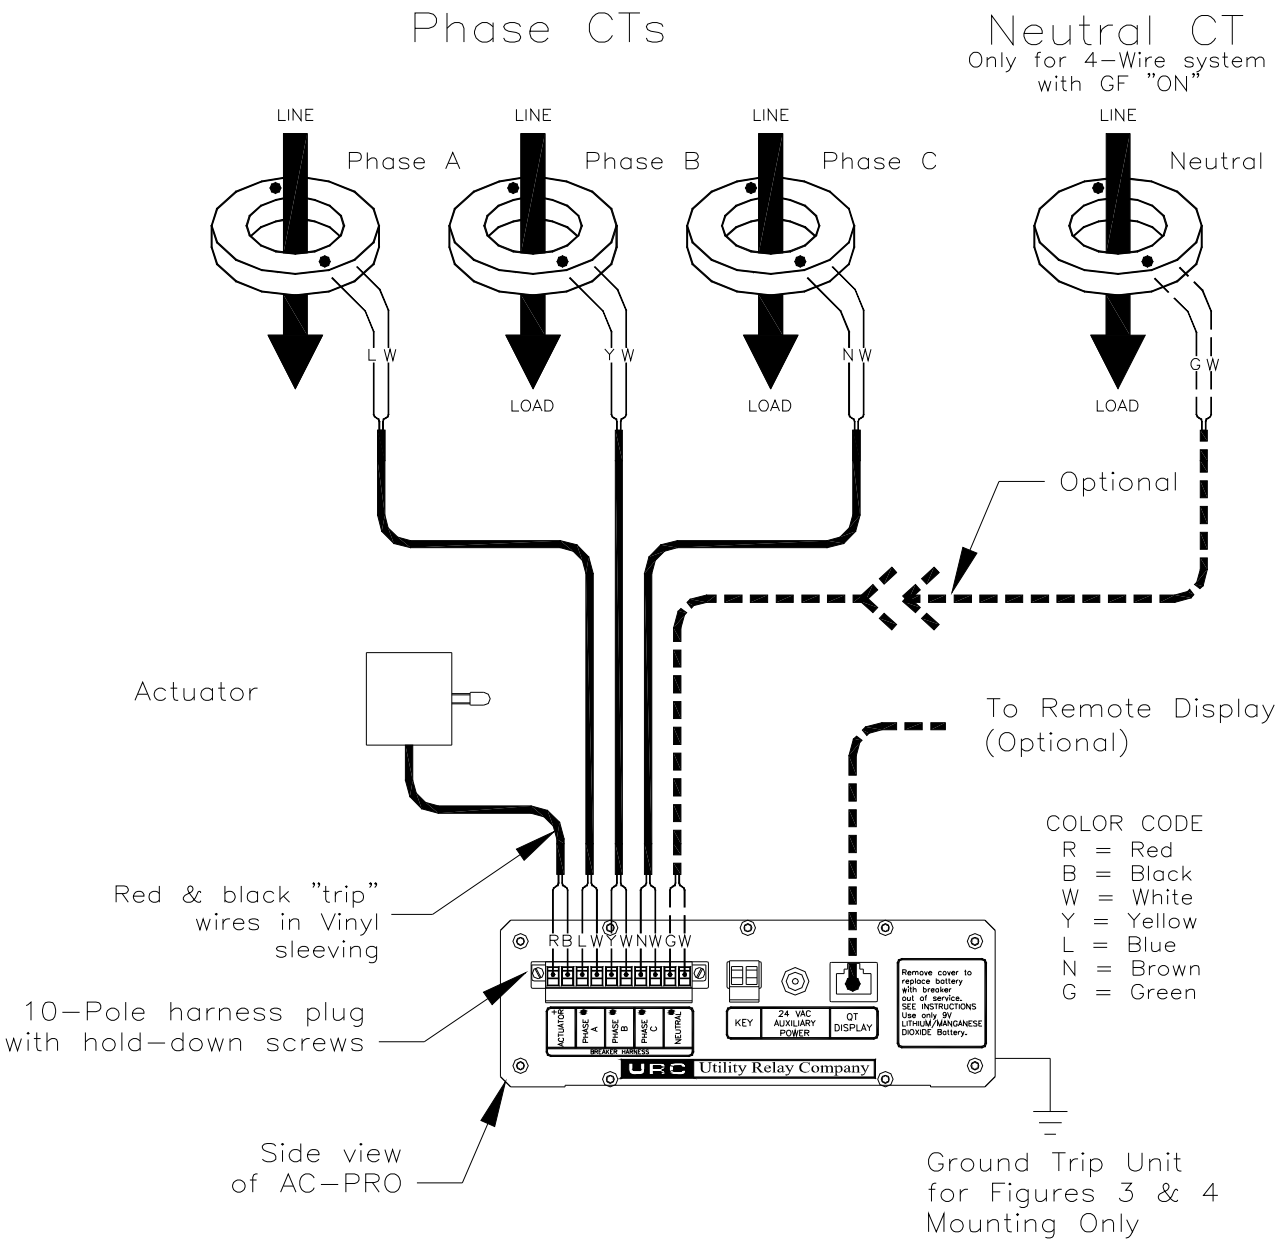 Phase CTs
Neutral CT
Only for 4-Wire system
with GF "ON"
LINE
LINE
LINE
LINE
Phase A
Phase B
Phase C
Neutral
L W
Y W
N W
G W
LOAD
LOAD
LOAD
Optional
Actuator
To Remote Display
(Optional)
COLOR CODE
R = Red
B = Black
W = White
Y = Yellow
L = Blue
N = Brown
G = Green
Red & black "trip"
wires in Vinyl
sleeving
R B L W Y W N W G W
10-Pole harness plug
with hold-down screws
Remove cover to
replace battery
with breaker
out of service.
SEE INSTRUCTIONS
Use only 9V
LITHIUM/MANGANESE
DIOXIDE Battery.
+
ACTUATOR
PHASE
A
PHASE
B
PHASE
C
NEUTRAL
BREAKER HARNESS
KEY
24 VAC
AUXILIARY
POWER
QT
DISPLAY
URC Utility Relay Company
Side view
of AC-PRO
Ground Trip Unit
for Figures 3 & 4
Mounting Only